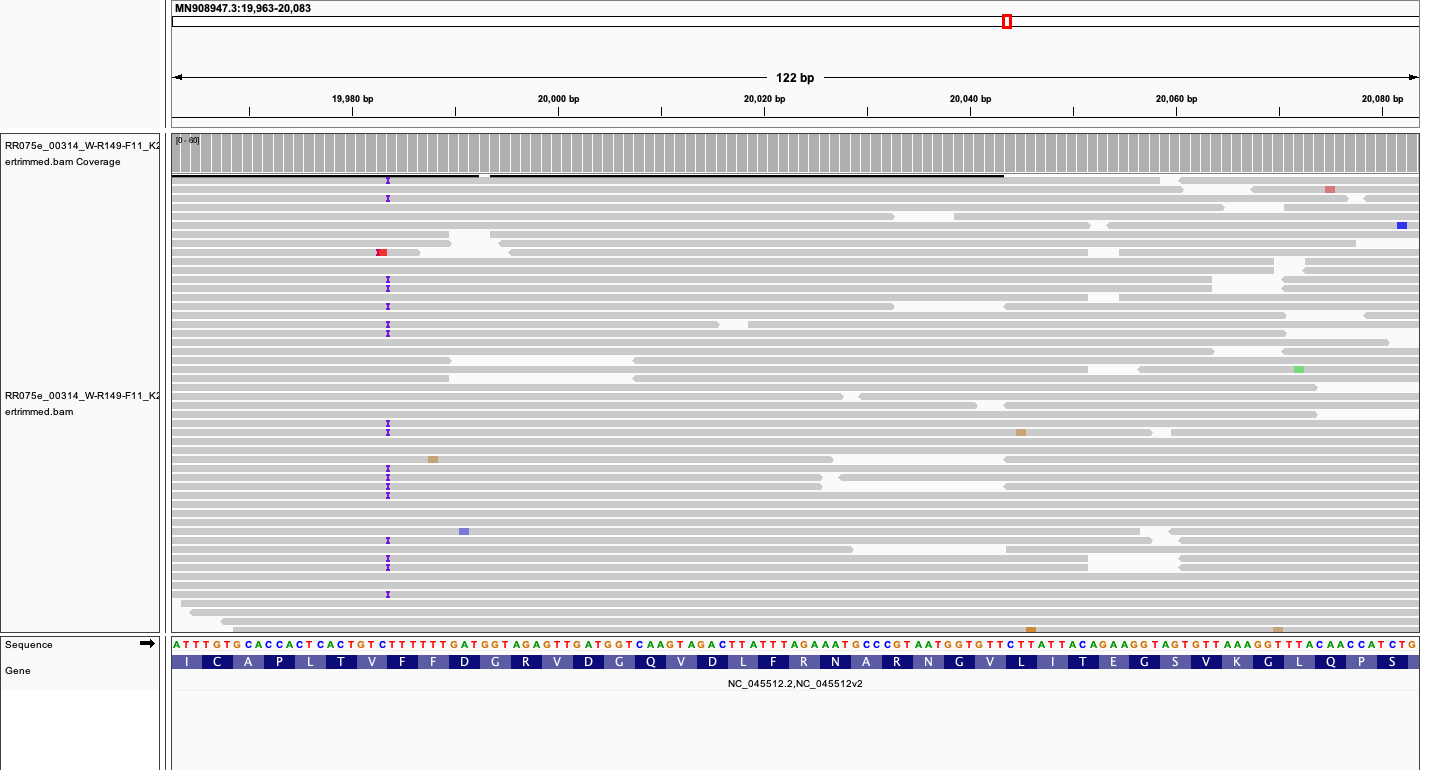 MN908947.3:19,963-20,083
122 bp
19,980 bp 20,000 bp 20,020 bp 20,040 bp 20,060 bp 20,080 bp
[0 - 60]
RR075e_00314_W-R149-F11_K2
ertrimmed.bam Coverage
RR075e_00314_W-R149-F11_K2
ertrimmed.bam
Sequence
A T T T G T G C A C C A C T C A C T G T C T T T T T T G A T G G T A G A G T T G A T G G T C A A G T A G A C T T A T T T A G A A A T G C C C G T A A T G G T G T T C T T A T T A C A G A A G G T A G T G T T A A A G G T T T A C A A C C A T C T G
Gene
I C A P L T V F F D G R V D G Q V D L F R N A R N G V L I T E G S V K G L Q P S
NC_045512.2,NC_045512v2